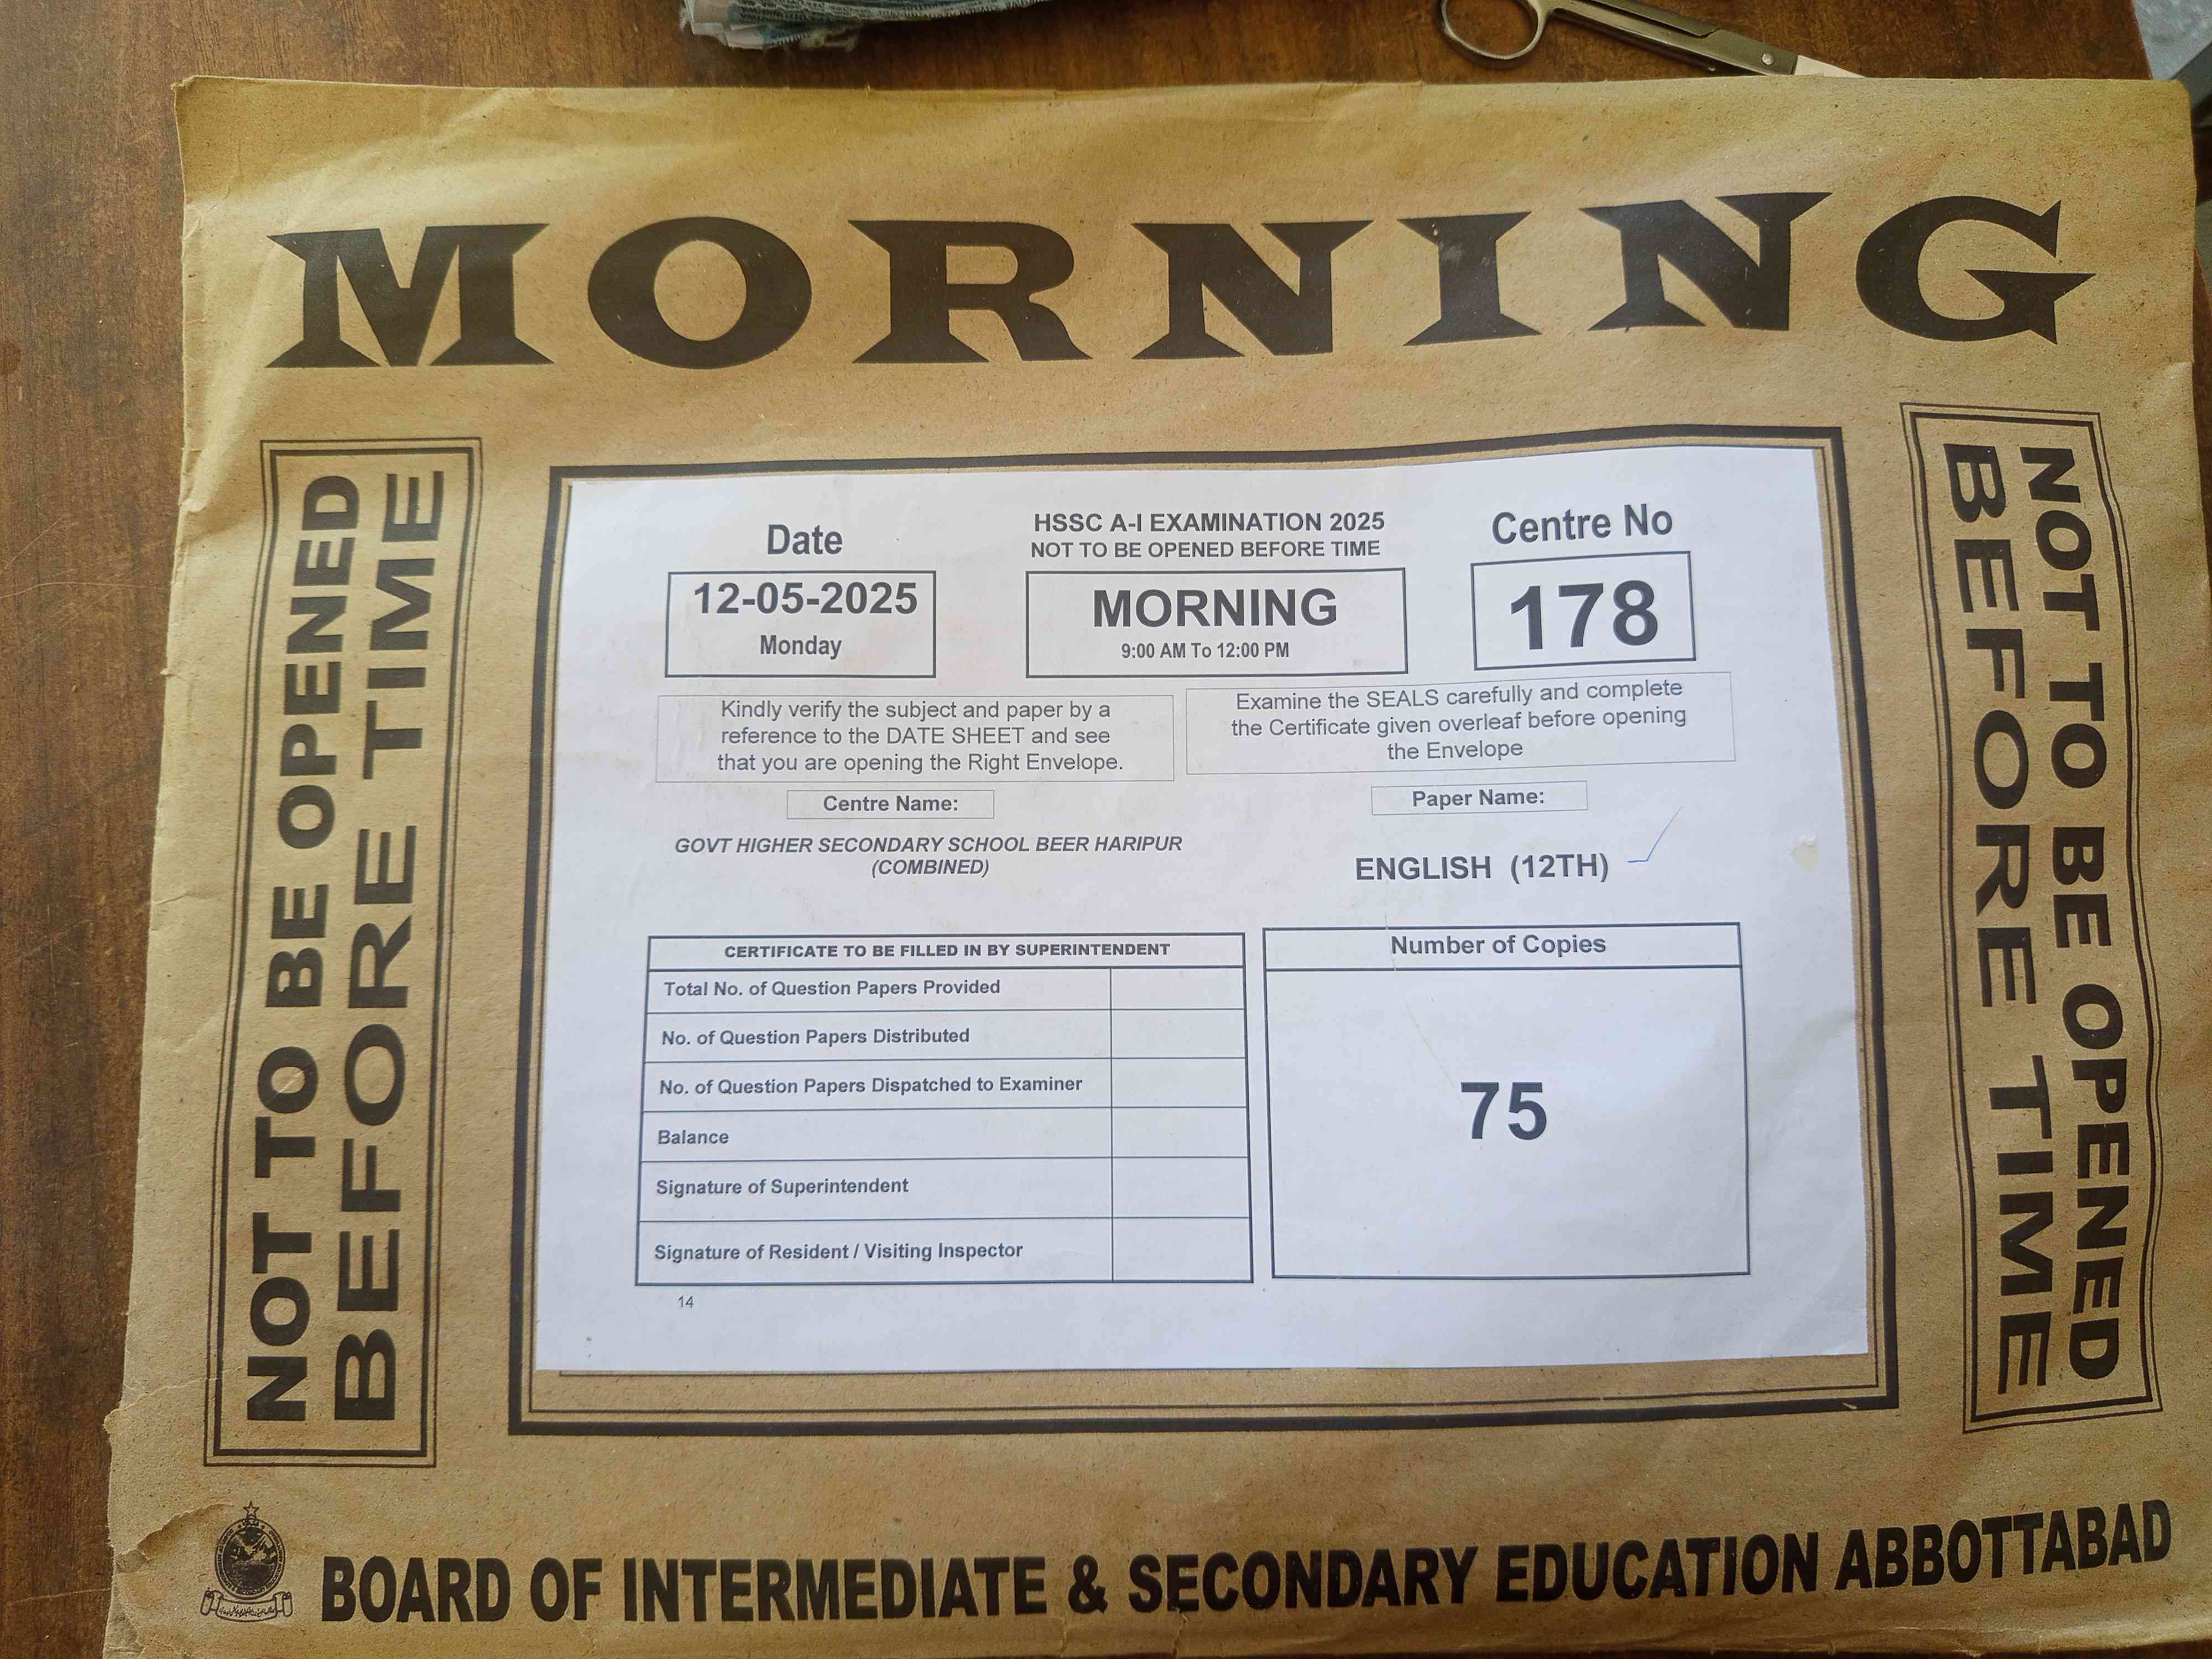 MORNING
NOT TO BE OPENED
BEFORE TIME
Date
12-05-2025
Monday
HSSC A-I EXAMINATION 2025
NOT TO BE OPENED BEFORE TIME
MORNING
9:00 AM To 12:00 PM
Centre No
178
Kindly verify the subject and paper by a
reference to the DATE SHEET and see
that you are opening the Right Envelope.
Examine the SEALS carefully and complete
the Certificate given overleaf before opening
the Envelope
Centre Name:
GOVT HIGHER SECONDARY SCHOOL BEER HARIPUR
(COMBINED)
Paper Name:
ENGLISH (12TH)
CERTIFICATE TO BE FILLED IN BY SUPERINTENDENT
Total No. of Question Papers Provided
No. of Question Papers Distributed
No. of Question Papers Dispatched to Examiner
Balance
Signature of Superintendent
Signature of Resident / Visiting Inspector
Number of Copies
75
14
NOT TO BE OPENED
BEFORE TIME
BOARD OF INTERMEDIATE & SECONDARY EDUCATION ABBOTTABAD